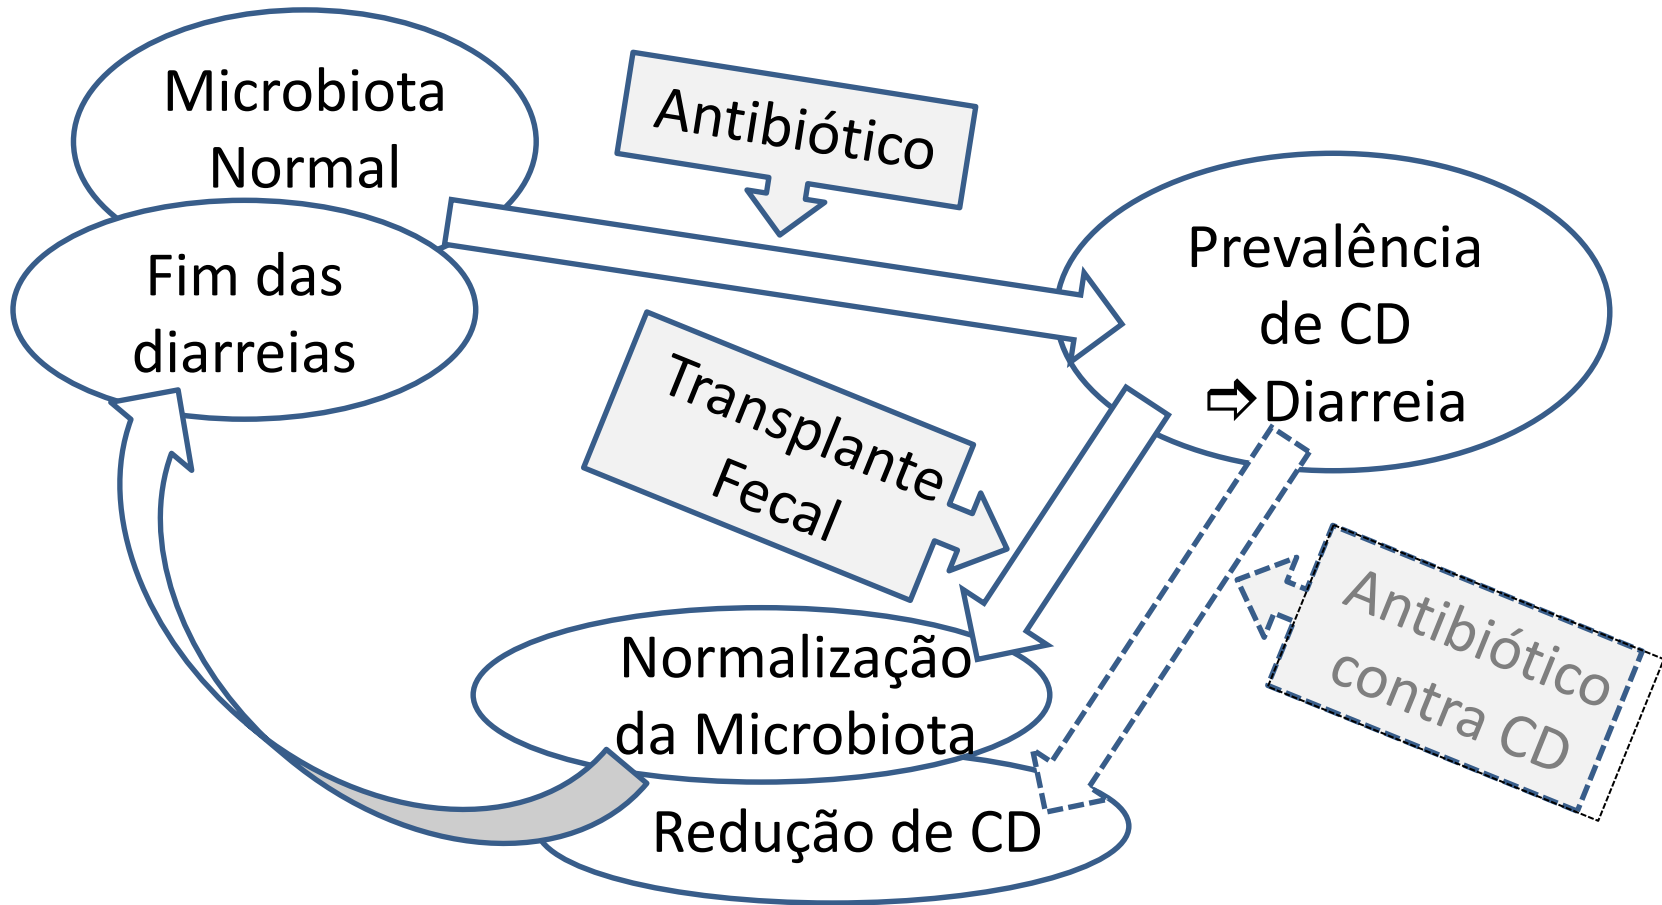 Microbiota
Normal
Antibiótico
Fim das
diarreias
Prevalência
de CD
⇨Diarreia
Transplante
Fecal
Antibiótico
contra CD
Normalização
da Microbiota
Redução de CD